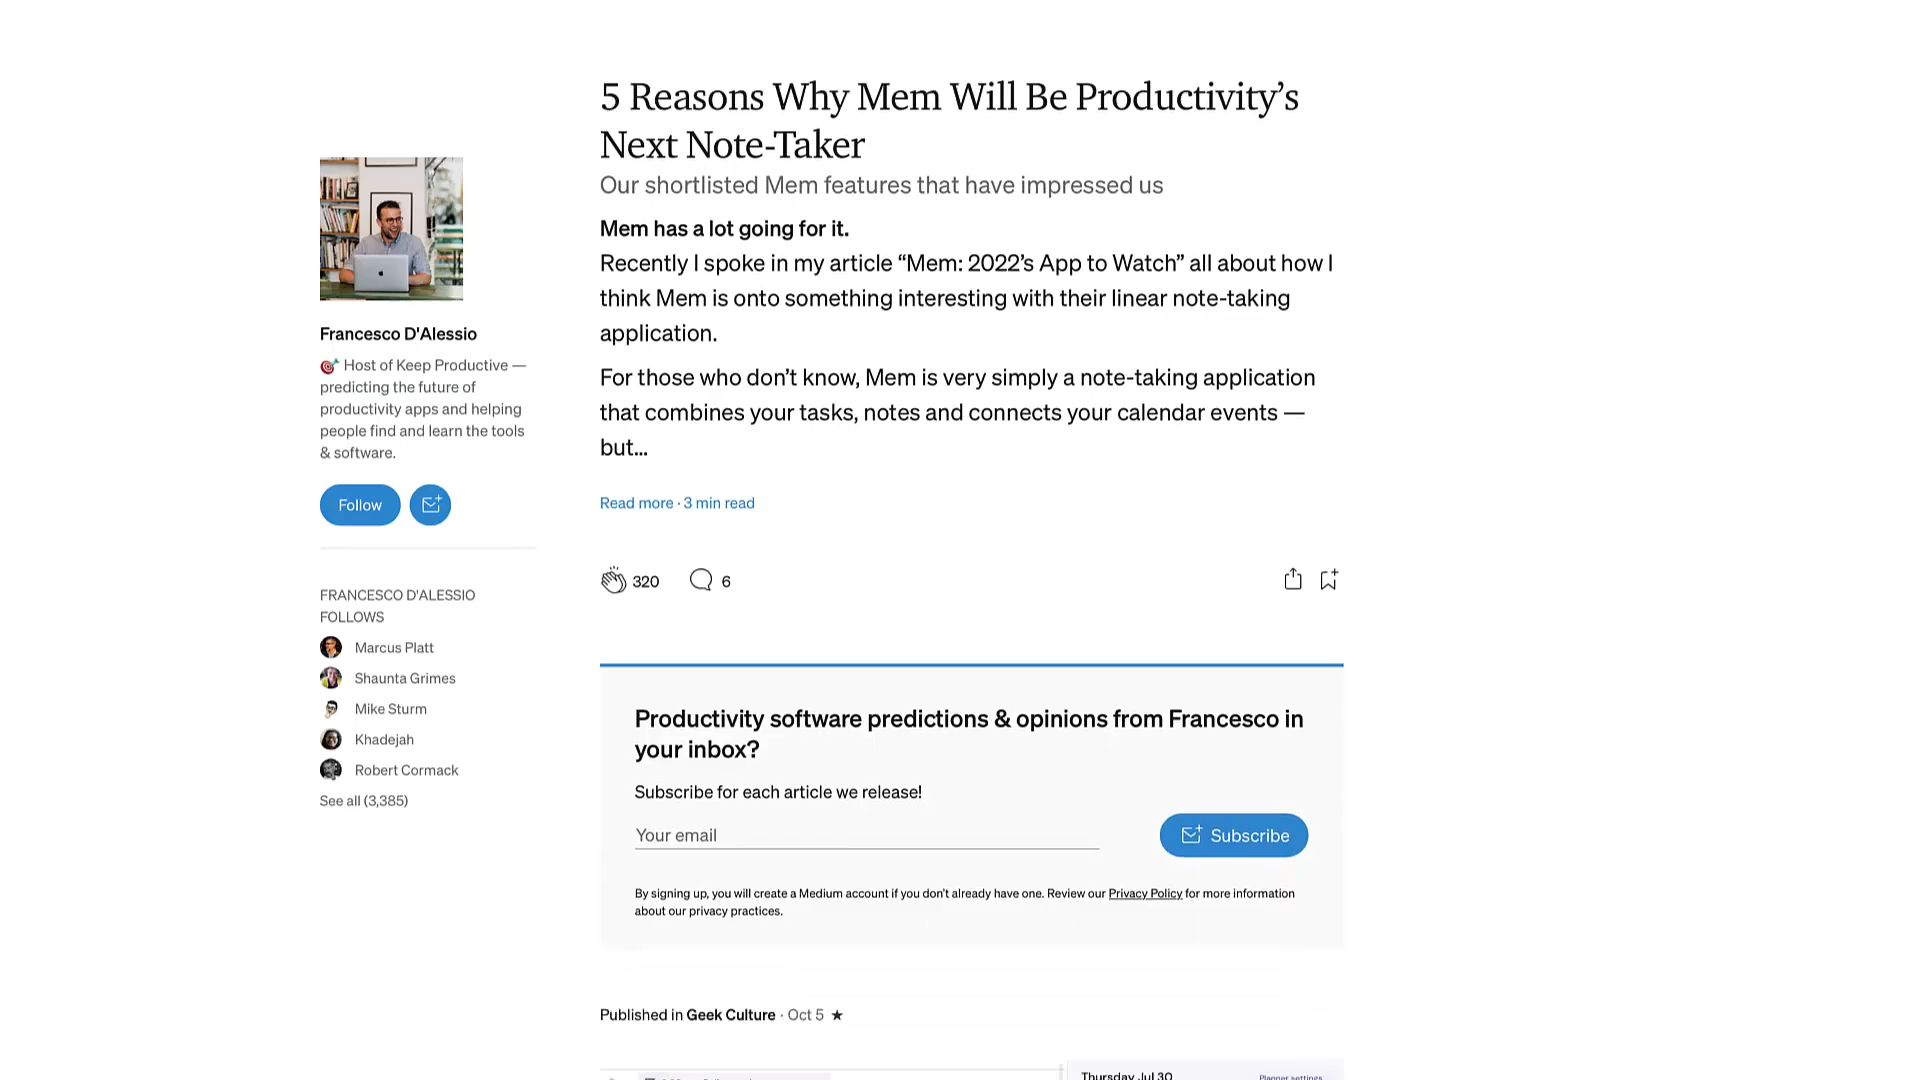 5 Reasons Why Mem Will Be Productivity’s
Next Note-Taker
Our shortlisted Mem features that have impressed us
Mem has a lot going for it.
Recently I spoke in my article “Mem: 2022’s App to Watch” all about how I
think Mem is onto something interesting with their linear note-taking
application.
For those who don’t know, Mem is very simply a note-taking application
that combines your tasks, notes and connects your calendar events —
but...
Read more · 3 min read
320
6
Francesco D'Alessio
🎯 Host of Keep Productive —
predicting the future of
productivity apps and helping
people find and learn the tools
& software.
Follow
FRANCESCO D'ALESSIO
FOLLOWS
Marcus Platt
Shaunta Grimes
Mike Sturm
Khadejah
Robert Cormack
See all (3,385)
Productivity software predictions & opinions from Francesco in
your inbox?
Subscribe for each article we release!
Your email
Subscribe
By signing up, you will create a Medium account if you don’t already have one. Review our Privacy Policy for more information
about our privacy practices.
Published in Geek Culture · Oct 5 ★
Thursday Jul 30
Planner settings